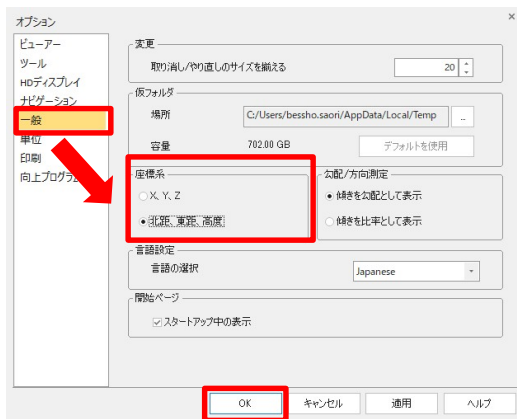 オプション
ビューアー
ツール
HDディスプレイ
ナビゲーション
一般
単位
印刷
向上プログラム
変更
取り消し/やり直しのサイズを揃える
20
仮フォルダ
場所
C:/Users/bessho.saori/AppData/Local/Temp
..
容量
702.00 GB
デフォルトを使用
座標系
X, Y, Z
北距、東距、高度
勾配/方向測定
傾きを勾配として表示
傾きを比率として表示
言語設定
言語の選択
Japanese
開始ページ
スタートアップ中の表示
OK
キャンセル
適用
ヘルプ